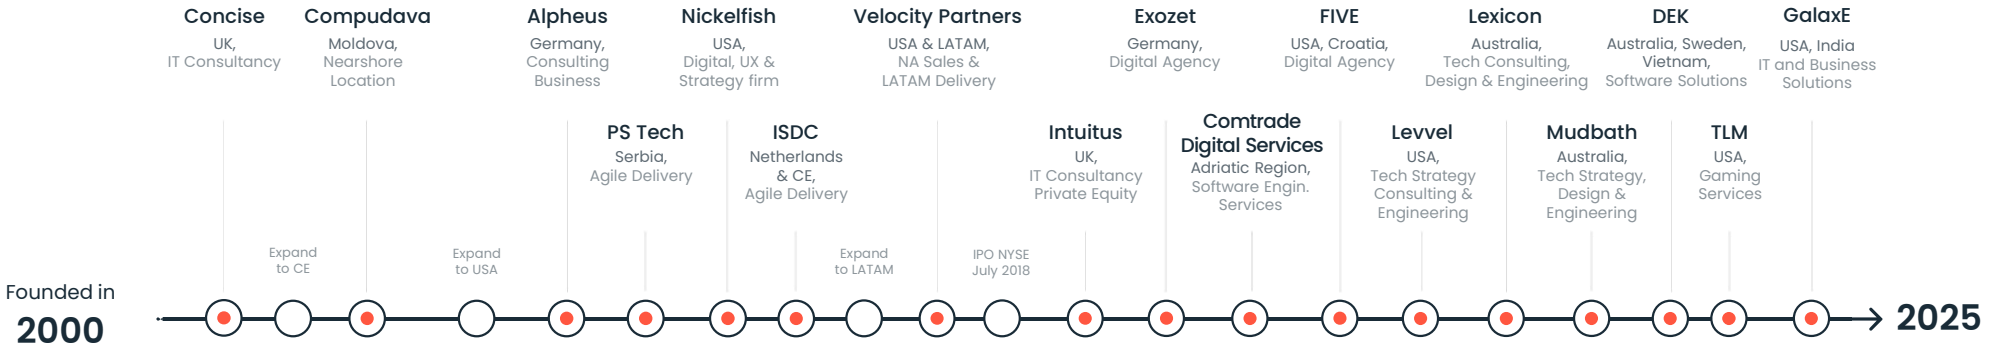 Concise
UK,
IT Consultancy
Compudava
Moldova,
Nearshore
Location
Alpheus
Germany,
Consulting
Business
Nickelfish
USA,
Digital, UX &
Strategy firm
Velocity Partners
USA & LATAM,
NA Sales &
LATAM Delivery
Exozet
Germany,
Digital Agency
FIVE
USA, Croatia,
Digital Agency
Lexicon
Australia,
Tech Consulting,
Design & Engineering
DEK
Australia, Sweden,
Vietnam,
Software Solutions
GalaxE
USA, India
IT and Business
Solutions
PS Tech
Serbia,
Agile Delivery
ISDC
Netherlands
& CE,
Agile Delivery
Intuitus
UK,
IT Consultancy
Private Equity
Comtrade
Digital Services
Adriatic Region,
Software Engin.
Services
Levvel
USA,
Tech Strategy
Consulting &
Engineering
Mudbath
Australia,
Tech Strategy,
Design &
Engineering
TLM
USA,
Gaming
Services
Expand
to CE
Expand
to USA
Expand
to LATAM
IPO NYSE
July 2018
Founded in
2000
2025